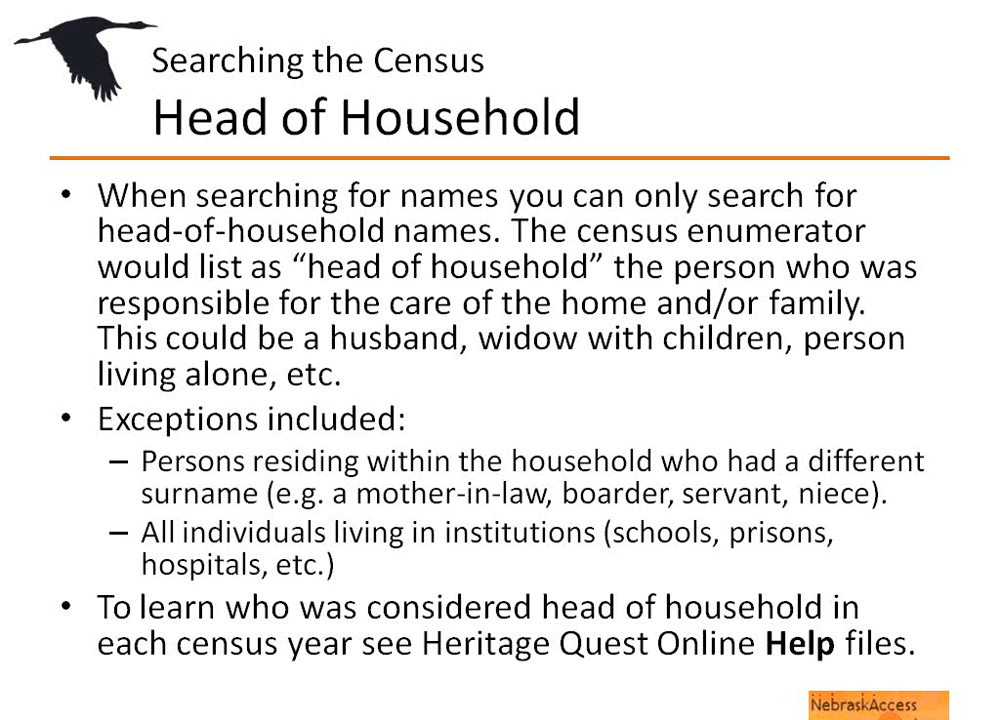 Searching the Census
Head of Household
• When searching for names you can only search for
head-of-household names. The census enumerator
would list as “head of household” the person who was
responsible for the care of the home and/or family.
This could be a husband, widow with children, person
living alone, etc.
• Exceptions included:
– Persons residing within the household who had a different
surname (e.g. a mother-in-law, boarder, servant, niece).
– All individuals living in institutions (schools, prisons,
hospitals, etc.)
• To learn who was considered head of household in
each census year see Heritage Quest Online Help files.
NebraskAccess